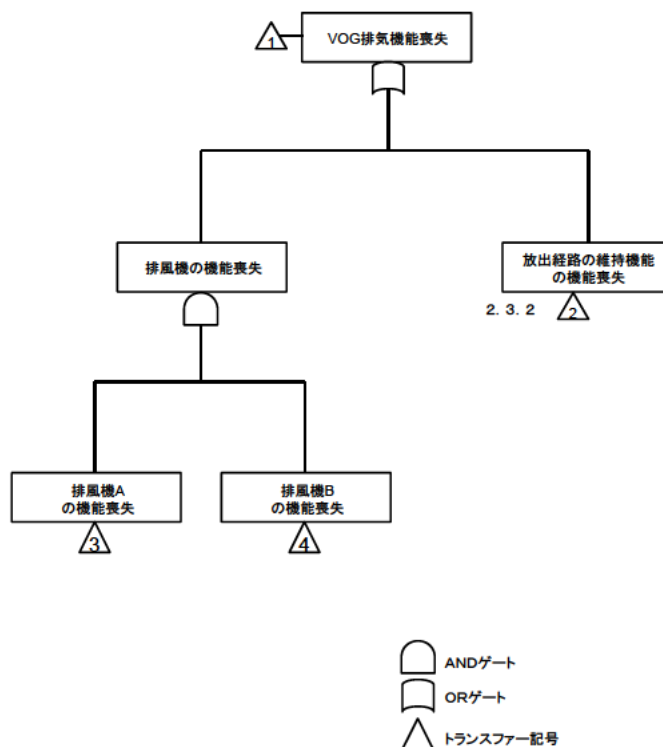 1
VOG排気機能喪失
排風機の機能喪失
放出経路の維持機能
の機能喪失
2. 3. 2
2
排風機A
の機能喪失
排風機B
の機能喪失
3
4
ANDゲート
ORゲート
トランスファー記号